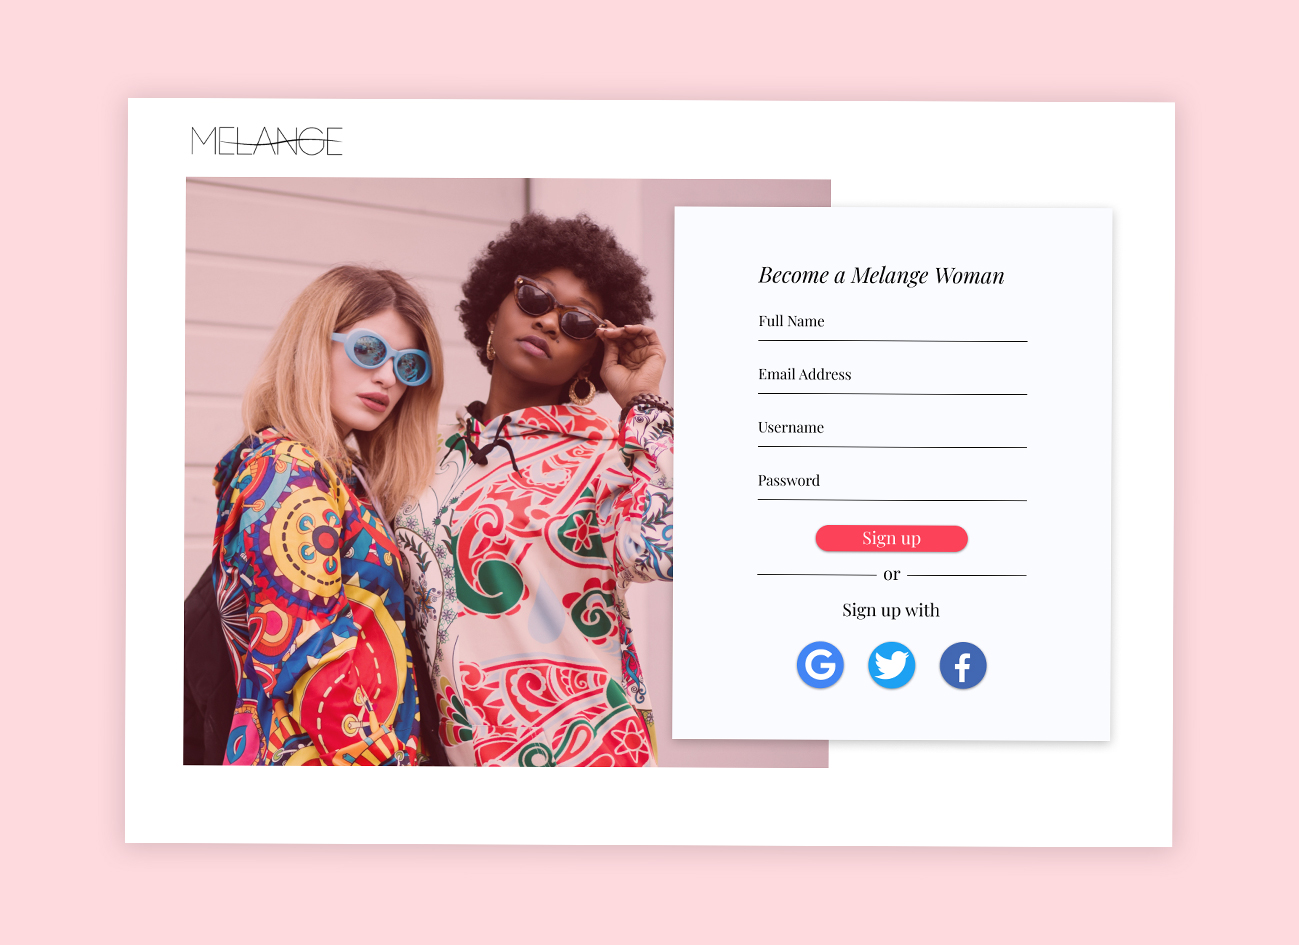 MELANGE
Become a Melange Woman
Full Name
Email Address
Username
Password
Sign up
or
Sign up with